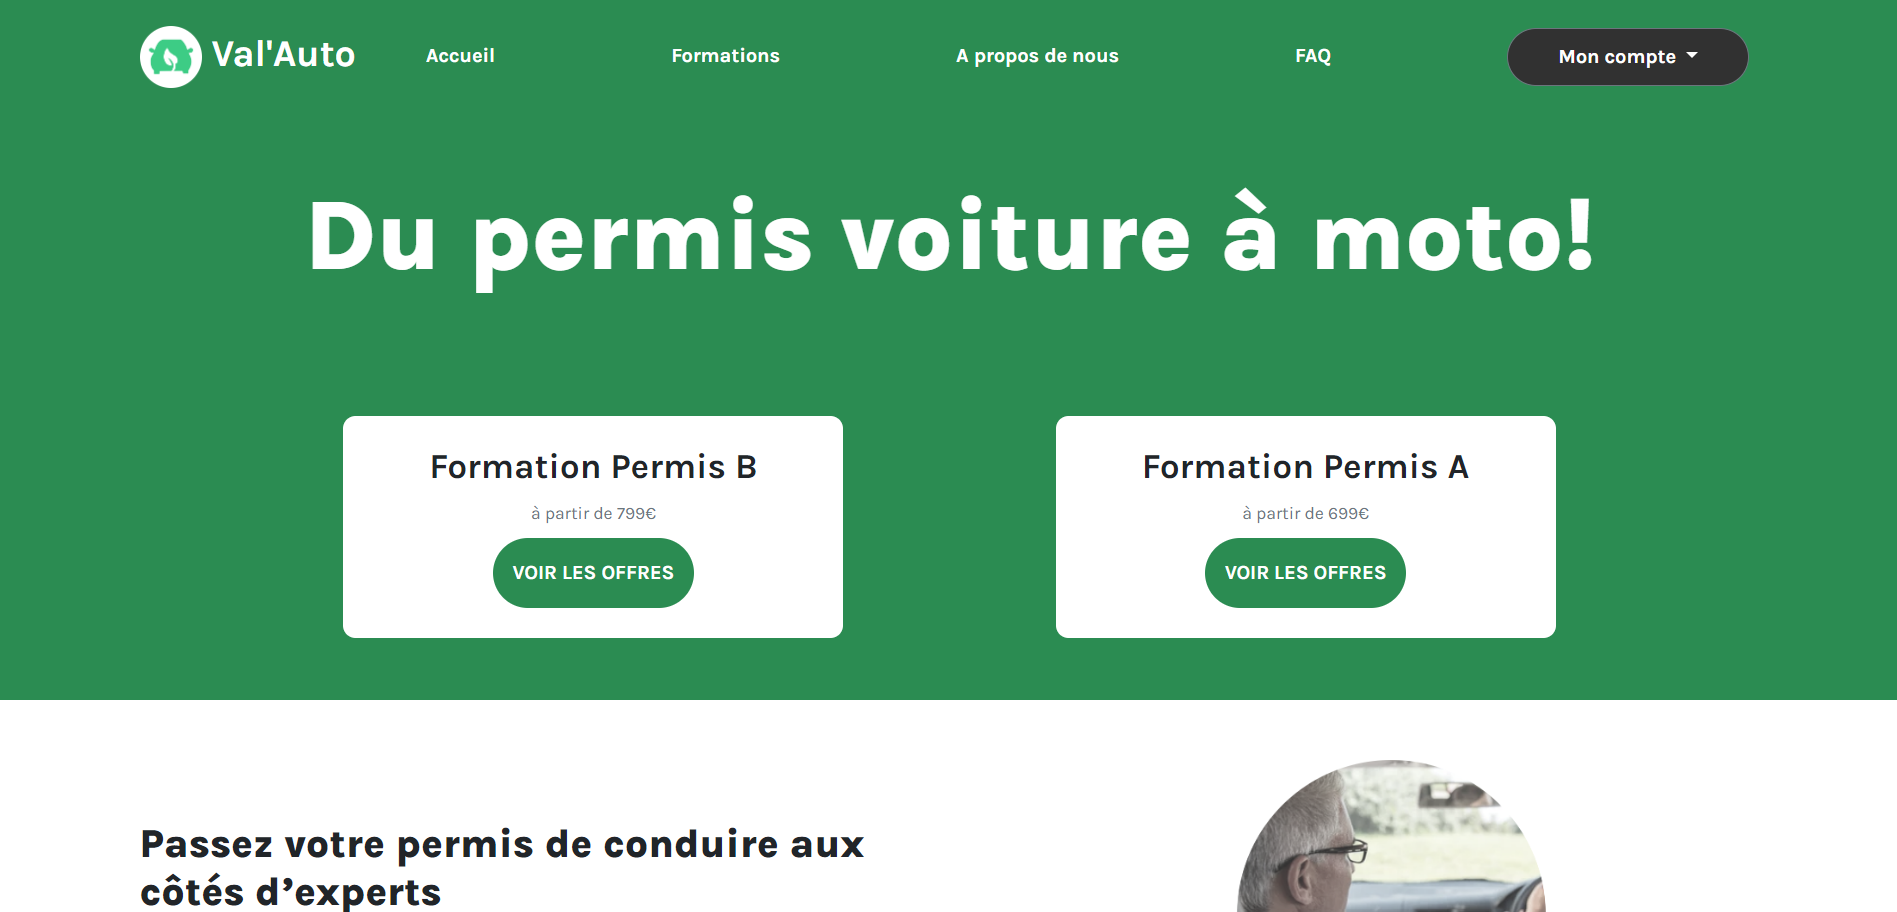 Val'Auto
Accueil
Formations
A propos de nous
FAQ
Mon compte
Du permis voiture à moto!
Formation Permis B
à partir de 799€
VOIR LES OFFRES
Formation Permis A
à partir de 699€
VOIR LES OFFRES
Passez votre permis de conduire aux
côtés d’experts